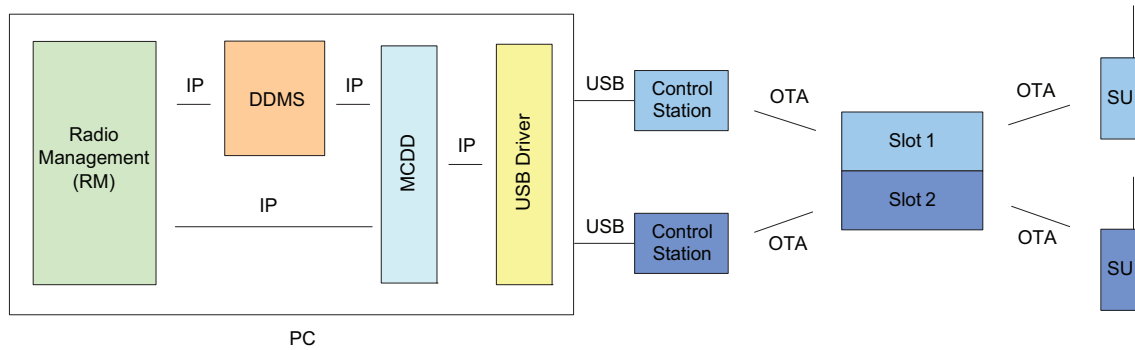 Radio
Management
(RM)
IP
DDMS
IP
IP
MCDD
IP
USB Driver
PC
USB
Control
Station
OTA
Slot 1
Slot 2
OTA
SU
USB
Control
Station
OTA
OTA
SU